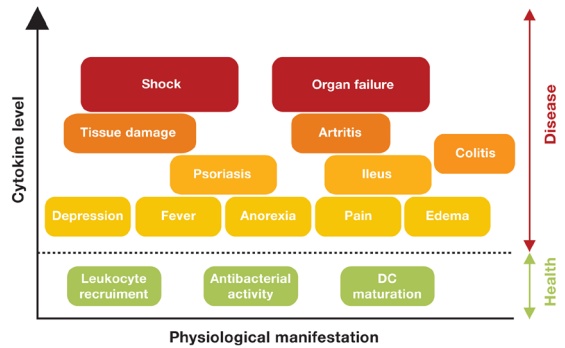 Cytokine level
Shock
Organ failure
Tissue damage
Artritis
Colitis
Psoriasis
Ileus
Depression
Fever
Anorexia
Pain
Edema
Disease
Leukocyte
recruiment
Antibacterial
activity
DC
maturation
Health
Physiological manifestation